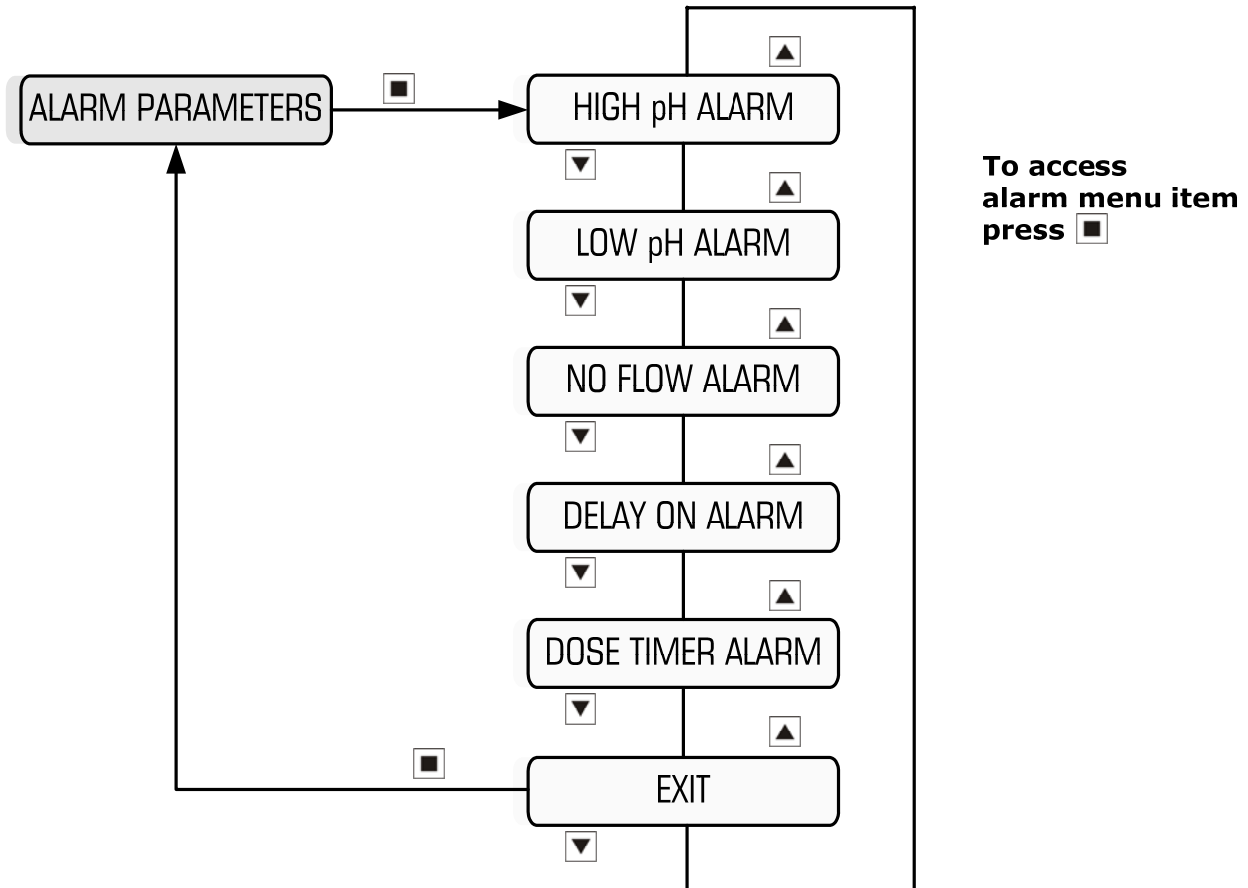 ALARM PARAMETERS
HIGH pH ALARM
LOW pH ALARM
NO FLOW ALARM
DELAY ON ALARM
DOSE TIMER ALARM
EXIT
To access
alarm menu item
press